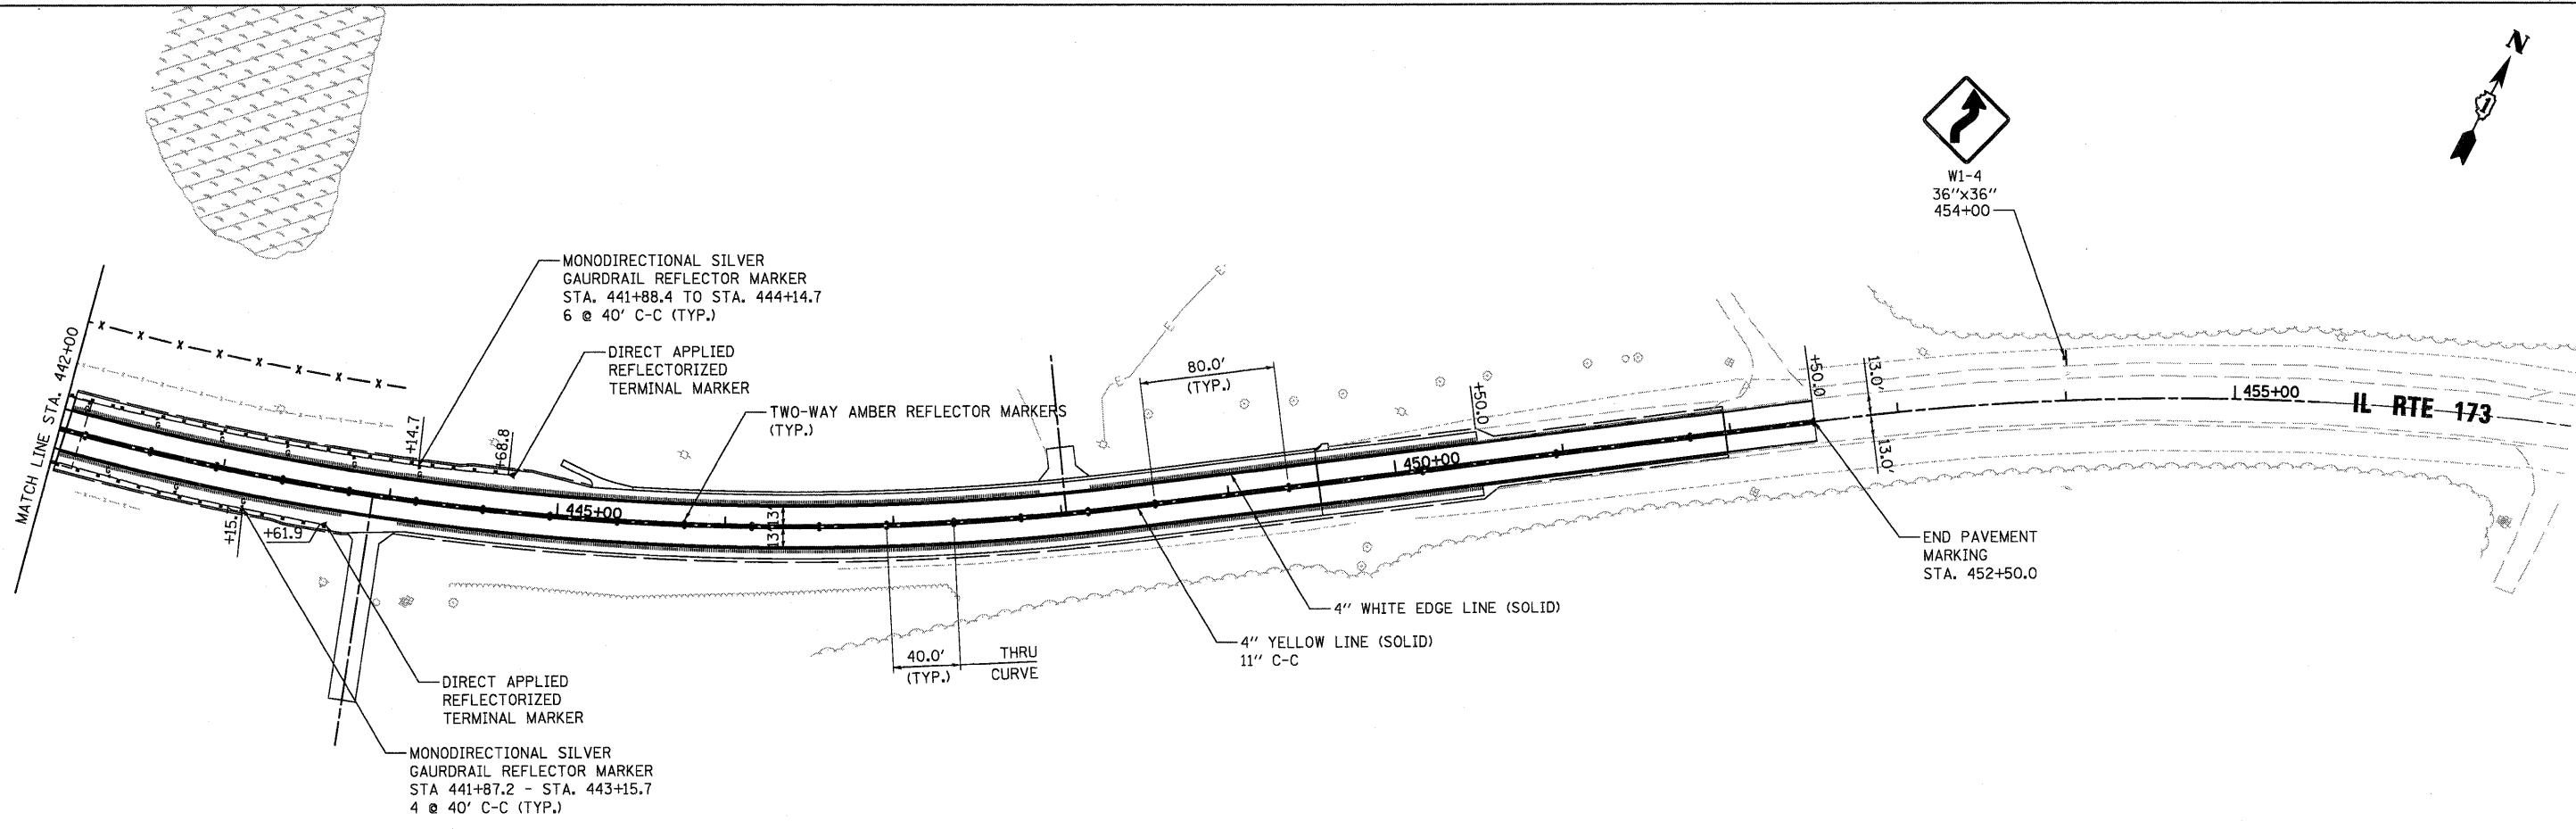 N
1
W1-4
36"x36"
454+00
MATCH LINE STA. 442+00
MONODIRECTIONAL SILVER
GAURDRAIL REFLECTOR MARKER
STA. 441+88.4 TO STA. 444+14.7
6 @ 40' C-C (TYP.)
DIRECT APPLIED
REFLECTORIZED
TERMINAL MARKER
TWO-WAY AMBER REFLECTOR MARKERS
(TYP.)
X X X X X X X X
E
E
E
80.0'
(TYP.)
+14.7
+68.8
+50.0
+50.0
13.0'
13.0'
455+00
IL RTE 173
450+00
445+00
13'
13'
G G G G G G
G G G
+15.
+61.9
40.0'
(TYP.)
THRU
CURVE
4" WHITE EDGE LINE (SOLID)
4" YELLOW LINE (SOLID)
11" C-C
END PAVEMENT
MARKING
STA. 452+50.0
DIRECT APPLIED
REFLECTORIZED
TERMINAL MARKER
MONODIRECTIONAL SILVER
GAURDRAIL REFLECTOR MARKER
STA 441+87.2 - STA. 443+15.7
4 @ 40' C-C (TYP.)